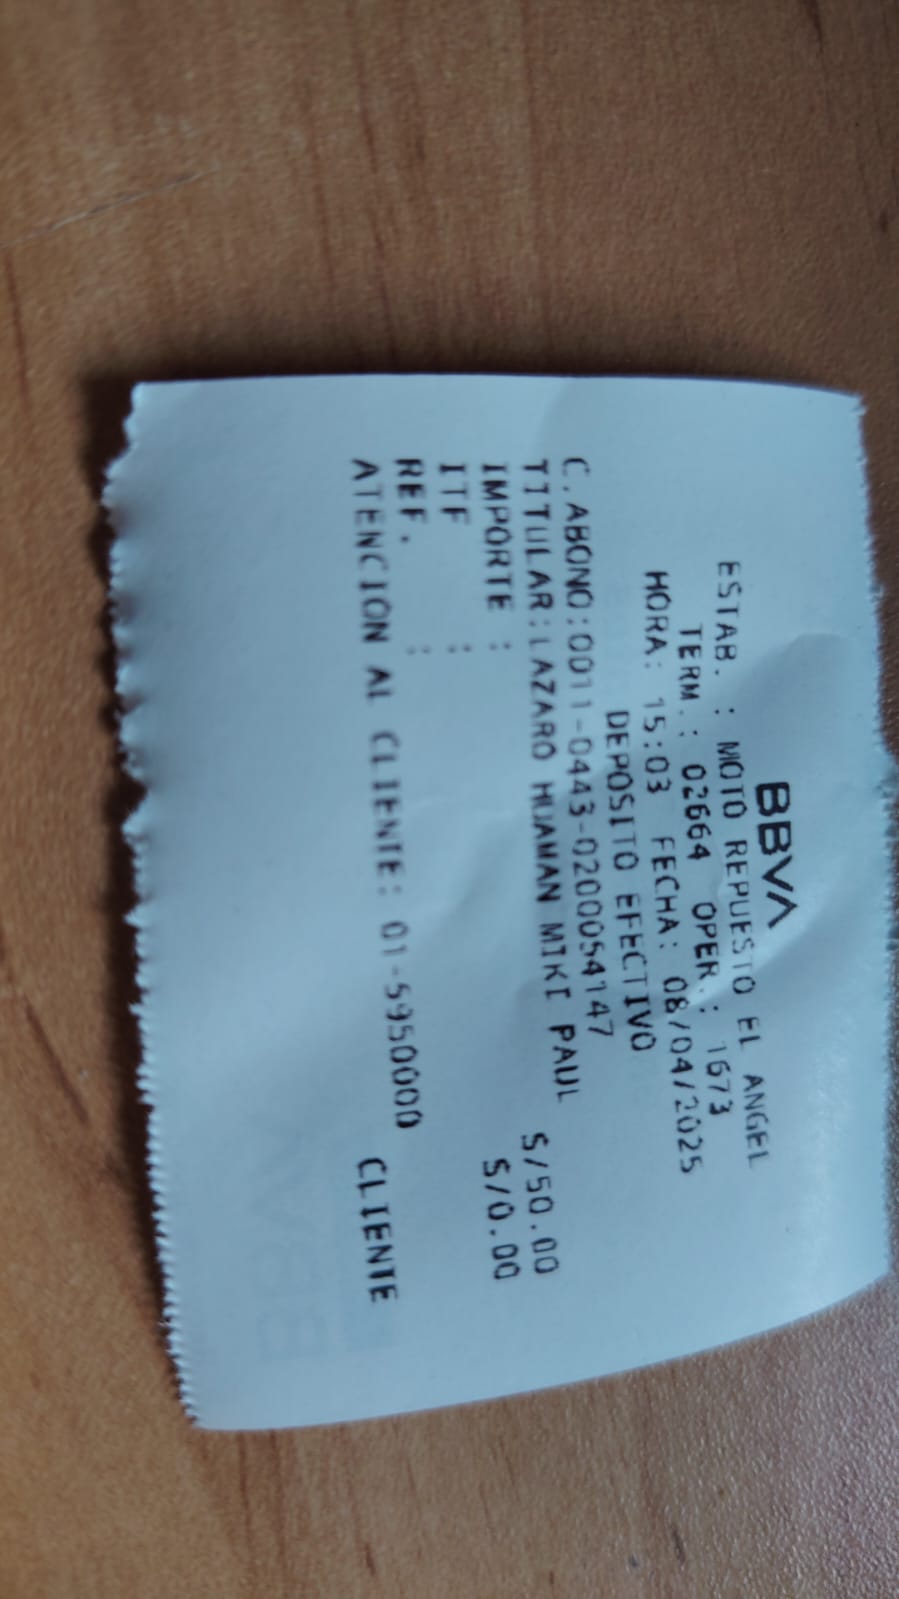 BBVA
ESTAB. : MOTO REPUESTO EL ANGEL
TERM.: 02664 OPER.: 1673
HORA: 15:03 FECHA: 08/04/2025
DEPOSITO EFECTIVO
C.ABONO:0011-0443-0200054147
TITULAR:LAZARO HUAMAN MIKI PAUL
IMPORTE : S/50.00
ITF : S/0.00
REF. :
ATENCION AL CLIENTE: 01-5950000
CLIENTE